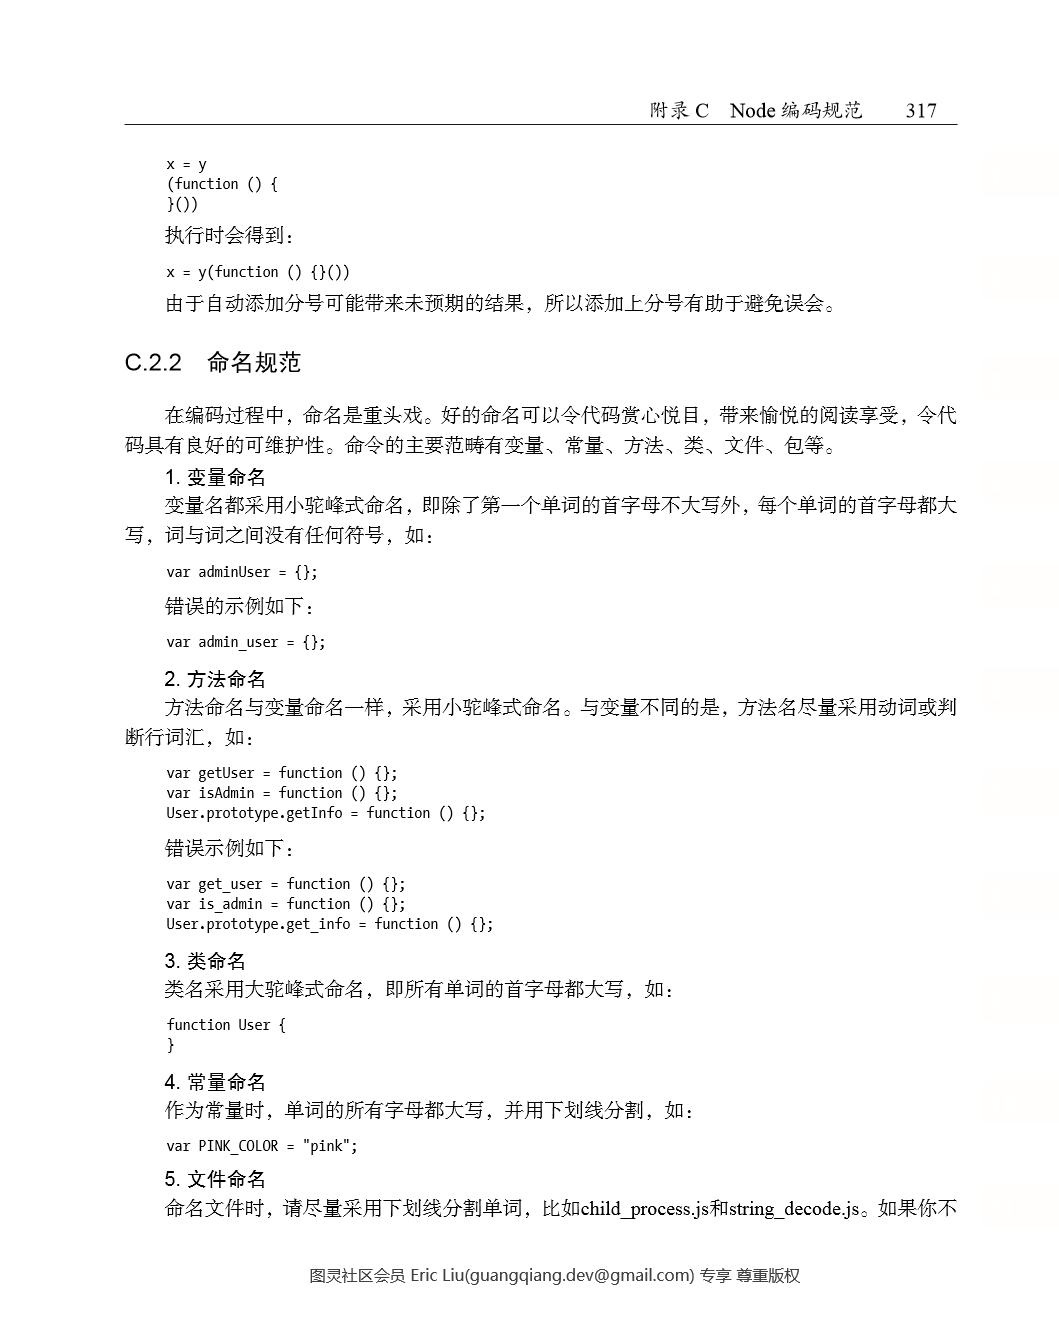 附录 C Node 编码规范 317
x = y
(function () {
}())
执行时会得到：
x = y(function () {}())
由于自动添加分号可能带来未预期的结果，所以添加上分号有助于避免误会。
C.2.2 命名规范
在编码过程中，命名是重头戏。好的命名可以令代码赏心悦目，带来愉悦的阅读享受，令代
码具有良好的可维护性。命令的主要范畴有变量、常量、方法、类、文件、包等。
1. 变量命名
变量名都采用小驼峰式命名，即除了第一个单词的首字母不大写外，每个单词的首字母都大
写，词与词之间没有任何符号，如：
var adminUser = {};
错误的示例如下：
var admin_user = {};
2. 方法命名
方法命名与变量命名一样，采用小驼峰式命名。与变量不同的是，方法名尽量采用动词或判
断行词汇，如：
var getUser = function () {};
var isAdmin = function () {};
User.prototype.getInfo = function () {};
错误示例如下：
var get_user = function () {};
var is_admin = function () {};
User.prototype.get_info = function () {};
3. 类命名
类名采用大驼峰式命名，即所有单词的首字母都大写，如：
function User {
}
4. 常量命名
作为常量时，单词的所有字母都大写，并用下划线分割，如：
var PINK_COLOR = "pink";
5. 文件命名
命名文件时，请尽量采用下划线分割单词，比如child_process.js和string_decode.js。如果你不
图灵社区会员 Eric Liu(guangqiang.dev@gmail.com) 专享 尊重版权